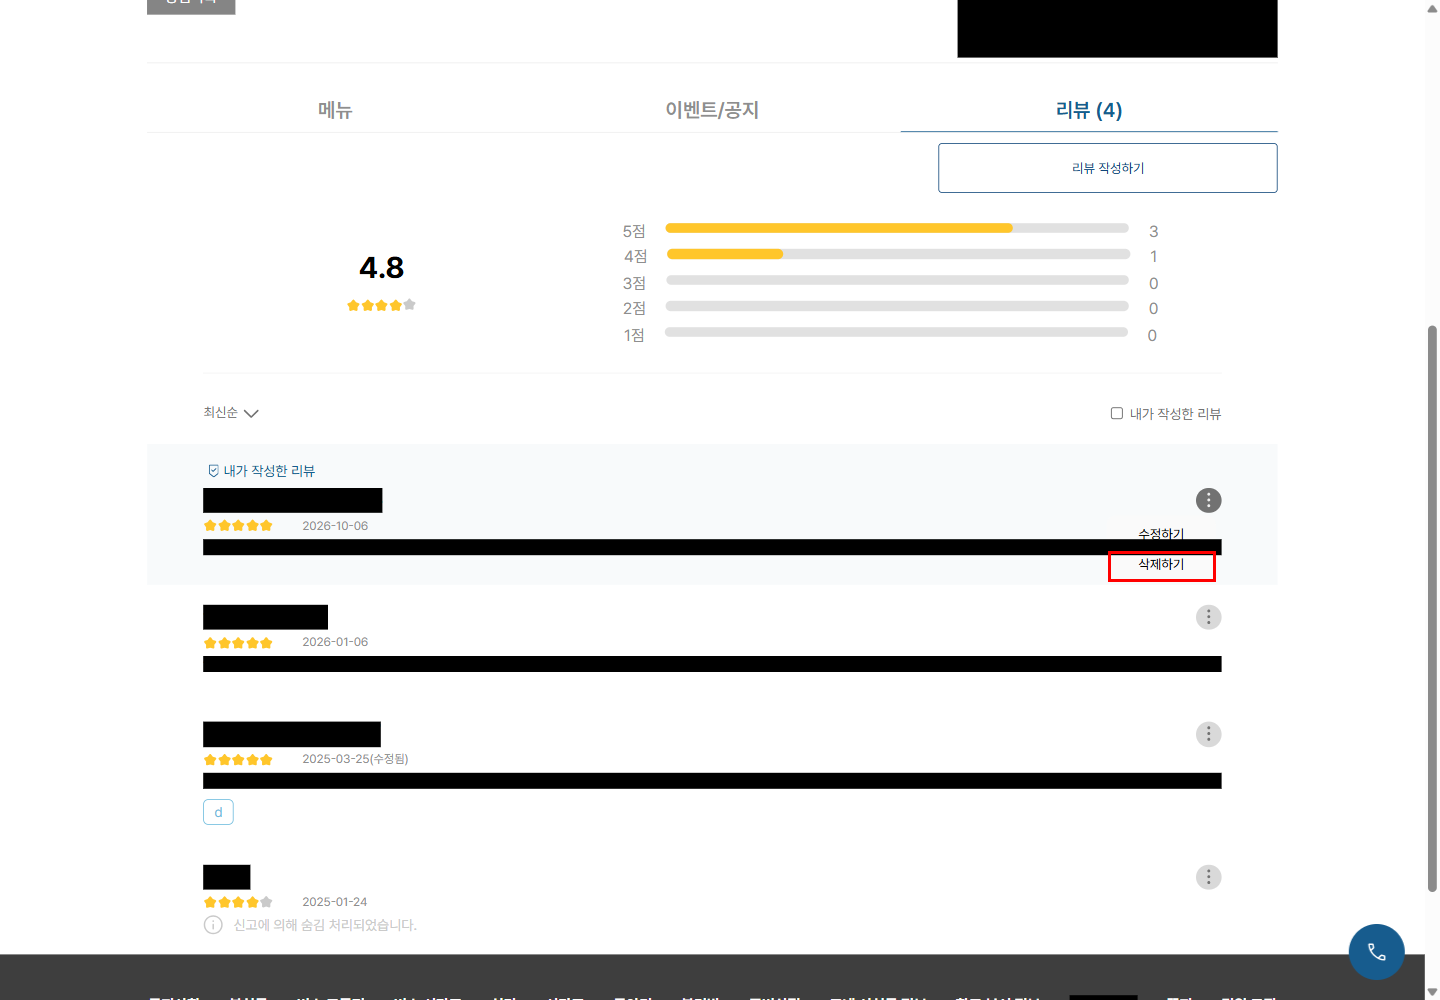 메뉴
이벤트/공지
리뷰 (4)
리뷰 작성하기
4.8
5점 3
4점 1
3점 0
2점 0
1점 0
최신순
내가 작성한 리뷰
내가 작성한 리뷰
2026-10-06
수정하기
삭제하기
2026-01-06
2025-03-25(수정됨)
d
2025-01-24
신고에 의해 숨김 처리되었습니다.